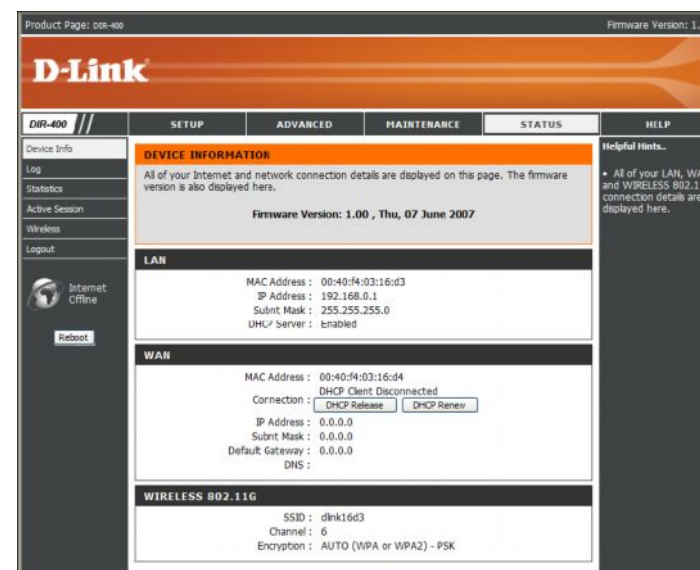 Product Page: DIR-400
Firmware Version: 1.
D-Link
DIR-400
SETUP
ADVANCED
MAINTENANCE
STATUS
HELP
Device Info
Log
Statistics
Active Session
Wireless
Logout
Internet
Offline
Reboot
DEVICE INFORMATION
All of your Internet and network connection details are displayed on this page. The firmware
version is also displayed here.
Firmware Version: 1.00 , Thu, 07 June 2007
LAN
MAC Address : 00:40:f4:03:16:d3
IP Address : 192.168.0.1
Subnt Mask : 255.255.255.0
DHCP Server : Enabled
WAN
MAC Address : 00:40:f4:03:16:d4
Connection : DHCP Client Disconnected
DHCP Release DHCP Renew
IP Address : 0.0.0.0
Subnt Mask : 0.0.0.0
Default Gateway : 0.0.0.0
DNS :
WIRELESS 802.11G
SSID : dlink16d3
Channel : 6
Encryption : AUTO (WPA or WPA2) - PSK
Helpful Hints..
• All of your LAN, WA
and WIRELESS 802.1
connection details are
displayed here.